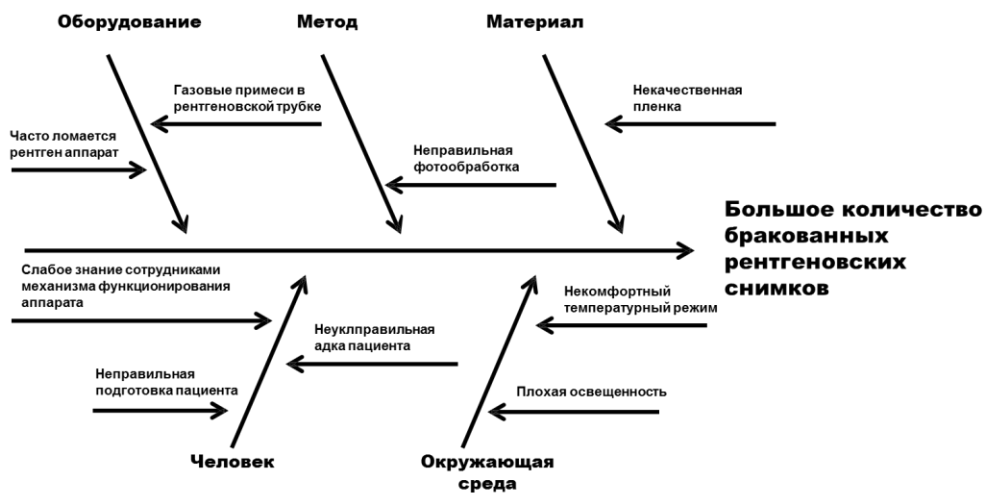 Оборудование
Метод
Материал
Газовые примеси в
рентгеновской трубке
Некачественная
пленка
Часто ломается
рентген аппарат
Неправильная
фотообработка
Большое количество
бракованных
рентгеновских
снимков
Слабое знание сотрудниками
механизма функционирования
аппарата
Некомфортный
температурный режим
Неуклправильная
адка пациента
Неправильная
подготовка пациента
Плохая освещенность
Человек
Окружающая
среда